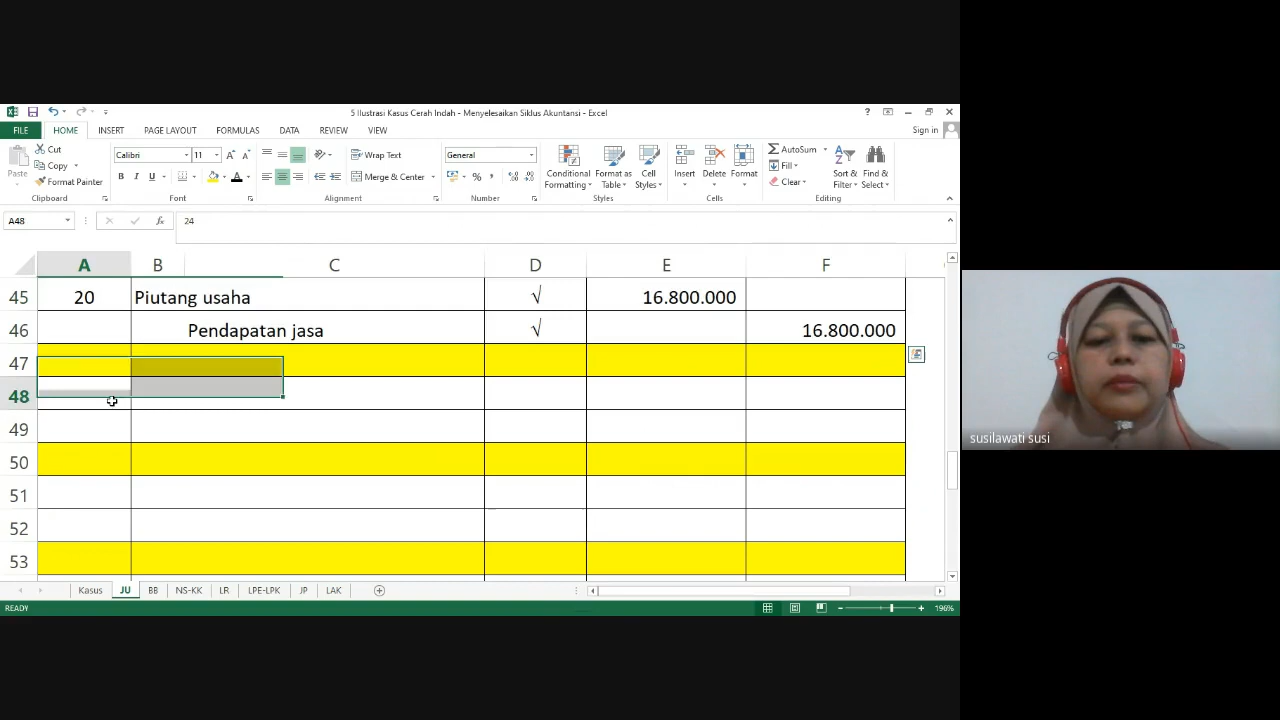 5 Ilustrasi Kasus Cerah Indah - Menyelesaikan Siklus Akuntansi - Excel
FILE HOME INSERT PAGE LAYOUT FORMULAS DATA REVIEW VIEW Sign in
Paste Cut Copy Format Painter
Clipboard
Calibri 11
B I U
Font
Wrap Text
Merge & Center
Alignment
General
Number
Conditional Formatting Format as Table Cell Styles
Styles
Insert Delete Format
Cells
AutoSum Fill Clear Sort & Filter Find & Select
Editing
A48 fx 24
A B C D E F
45 20 Piutang usaha √ 16.800.000
46 Pendapatan jasa √ 16.800.000
47
48
49
50
51
52
53
Kasus JU BB NS-KK LR LPE-LPK JP LAK
READY 196%
susilawati susi